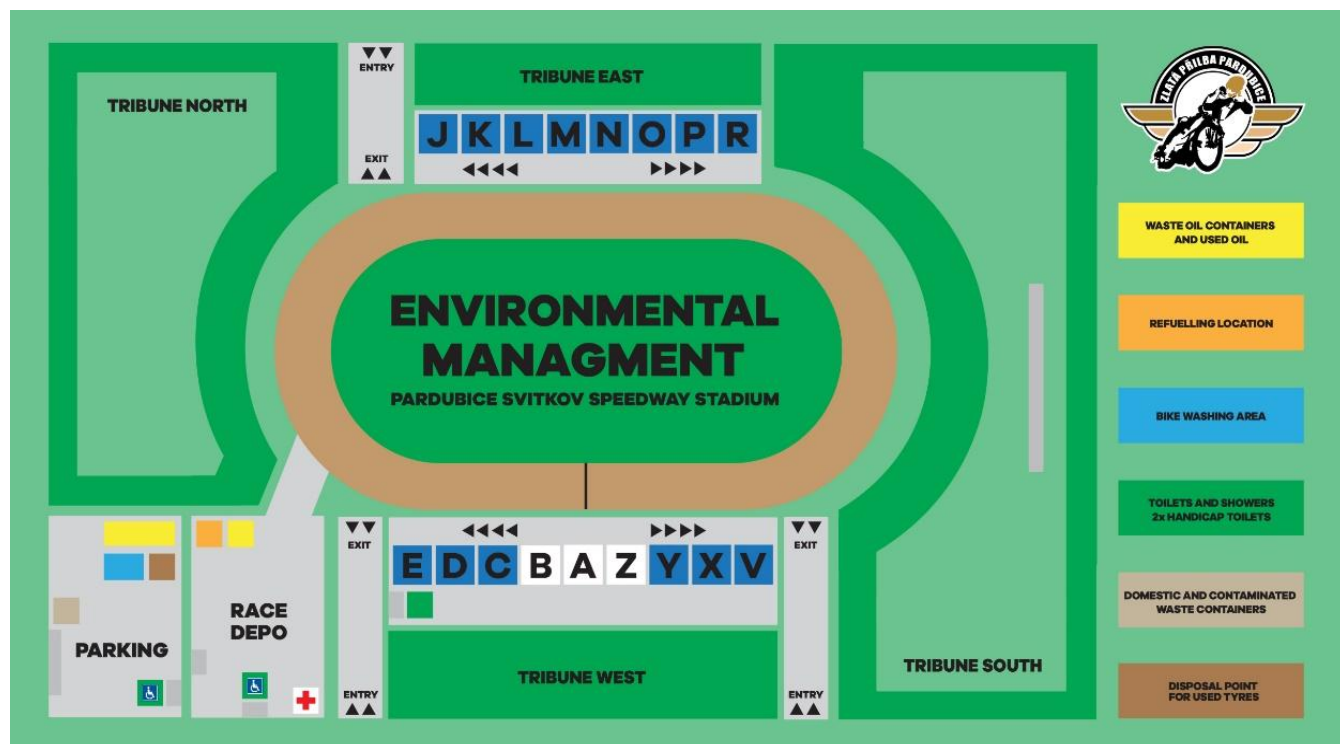 ZLATÁ PŘILBA PARDUBICE
TRIBUNE NORTH
ENTRY
EXIT
TRIBUNE EAST
J K L M N O P R
ENVIRONMENTAL
MANAGMENT
PARDUBICE SVITKOV SPEEDWAY STADIUM
WASTE OIL CONTAINERS
AND USED OIL
REFUELLING LOCATION
BIKE WASHING AREA
TOILETS AND SHOWERS
2x HANDICAP TOILETS
DOMESTIC AND CONTAMINATED
WASTE CONTAINERS
DISPOSAL POINT
FOR USED TYRES
PARKING
RACE
DEPO
EXIT
ENTRY
E D C B A Z Y X V
TRIBUNE WEST
EXIT
ENTRY
TRIBUNE SOUTH